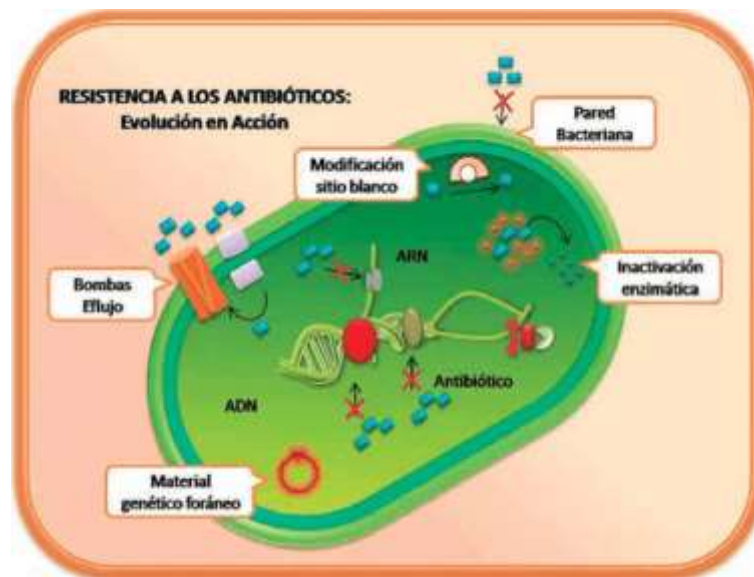 RESISTENCIA A LOS ANTIBIÓTICOS:
Evolución en Acción
Pared
Bacteriana
Modificación
sitio blanco
ARN
Inactivación
enzimática
Bombas
Eflujo
Antibiótico
ADN
Material
genético foráneo